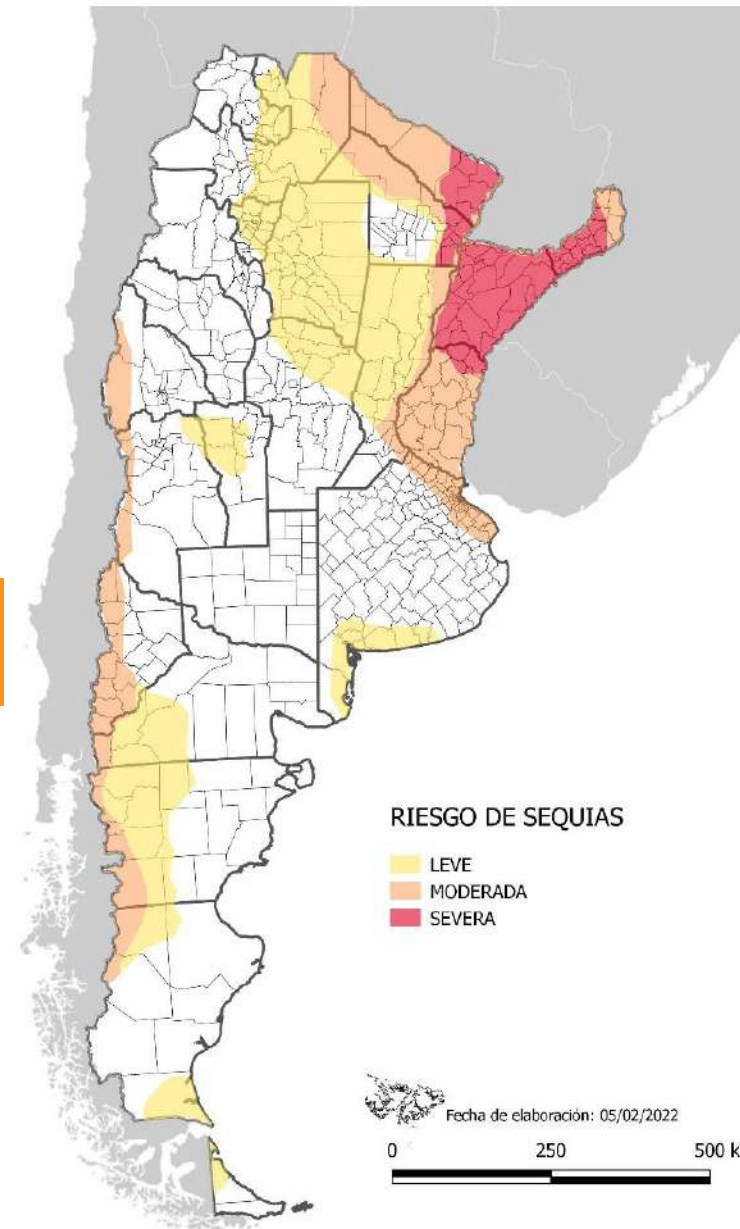 RIESGO DE SEQUIAS
LEVE
MODERADA
SEVERA
Fecha de elaboración: 05/02/2022
0 250 500 k